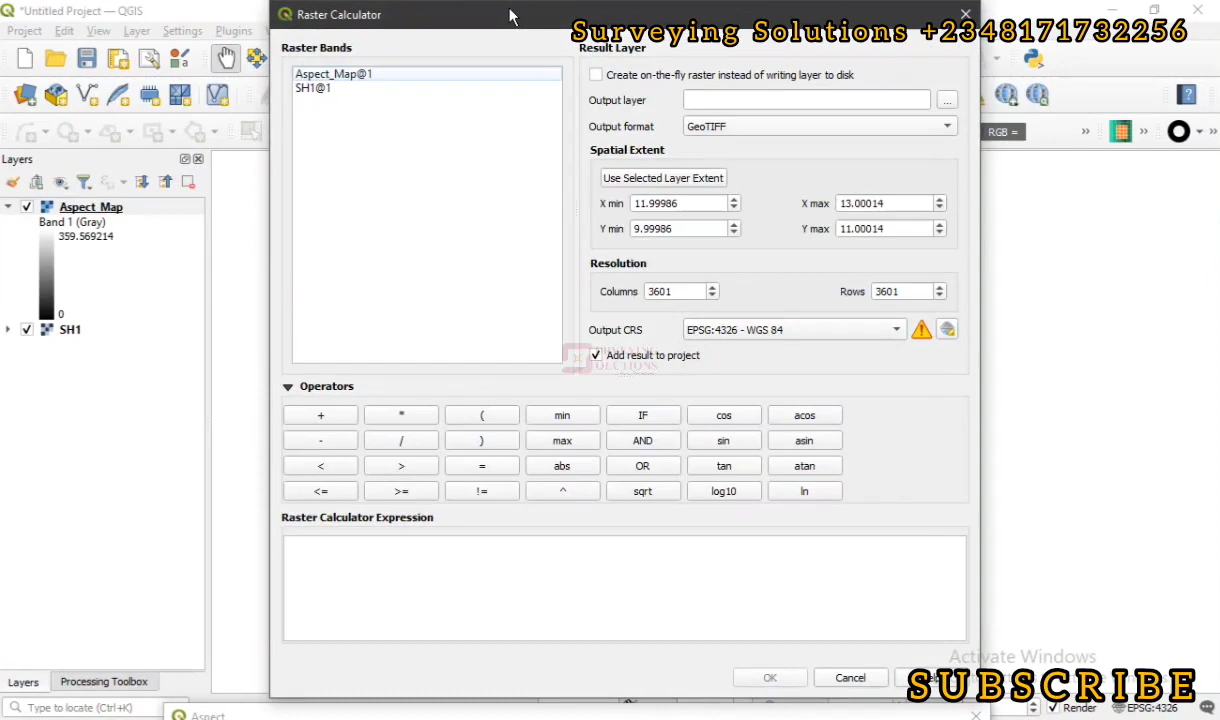 *Untitled Project — QGIS
Raster Calculator
Surveying Solutions +2348171732256
Project Edit View Layer Settings Plugins
Raster Bands
Result Layer
Aspect_Map@1
SH1@1
Create on-the-fly raster instead of writing layer to disk
Output layer
...
Output format GeoTIFF
RGB =
Spatial Extent
Use Selected Layer Extent
X min 11.99986 X max 13.00014
Y min 9.99986 Y max 11.00014
Resolution
Columns 3601 Rows 3601
Output CRS EPSG:4326 - WGS 84
Add result to project
Layers
Aspect_Map
Band 1 (Gray)
359.569214
0
SH1
Operators
+ * ( min IF cos acos
- / ) max AND sin asin
< > = abs OR tan atan
<= >= != ^ sqrt log10 ln
Raster Calculator Expression
Activate Windows
OK Cancel
SUBSCRIBE
Layers Processing Toolbox
Type to locate (Ctrl+K)
Aspect
Render EPSG:4326